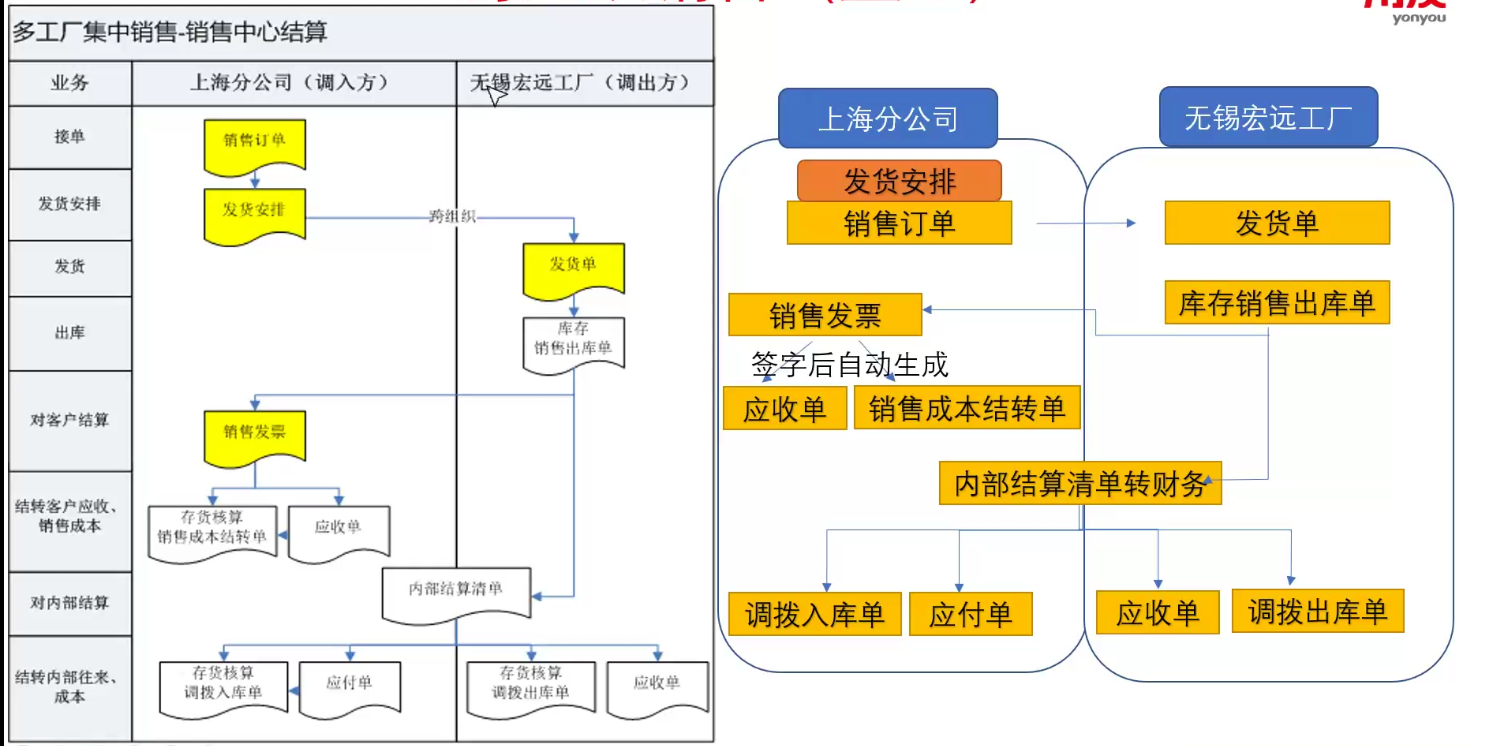 yonyou
多工厂集中销售-销售中心结算
业务
上海分公司（调入方）
无锡宏远工厂（调出方）
接单
销售订单
发货安排
发货安排
跨组织
发货
发货单
出库
库存
销售出库单
对客户结算
销售发票
结转客户应收、
销售成本
存货核算
销售成本结转单
应收单
对内部结算
内部结算清单
结转内部往来、
成本
存货核算
调拨入库单
应付单
存货核算
调拨出库单
应收单
上海分公司
无锡宏远工厂
发货安排
销售订单
发货单
库存销售出库单
销售发票
签字后自动生成
应收单
销售成本结转单
内部结算清单转财务
调拨入库单
应付单
应收单
调拨出库单